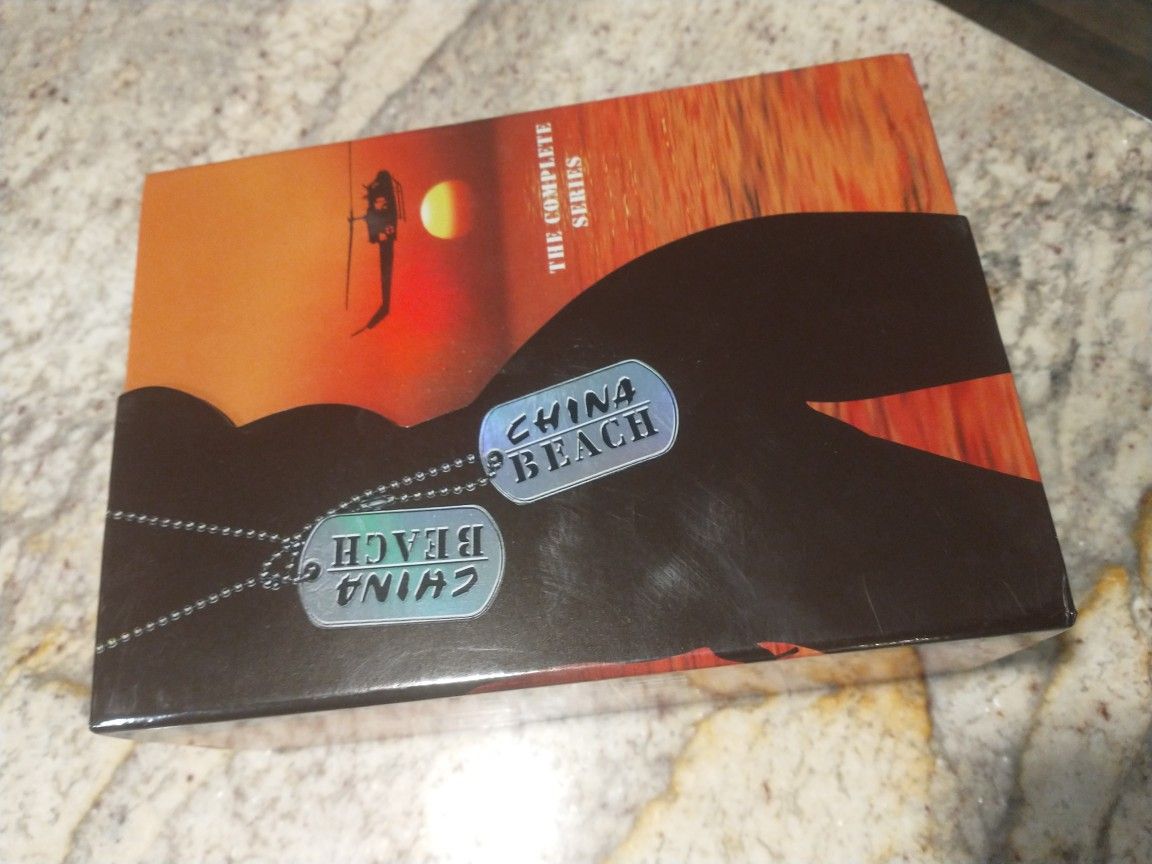 THE COMPLETE
SERIES
CHINA
BEACH
CHINA
BEACH